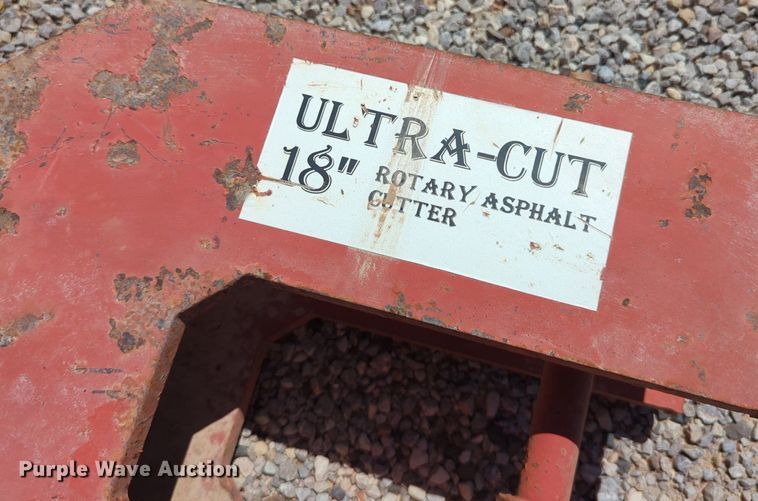 ULTRA-CUT
18" ROTARY ASPHALT
CUTTER
Purple Wave Auction